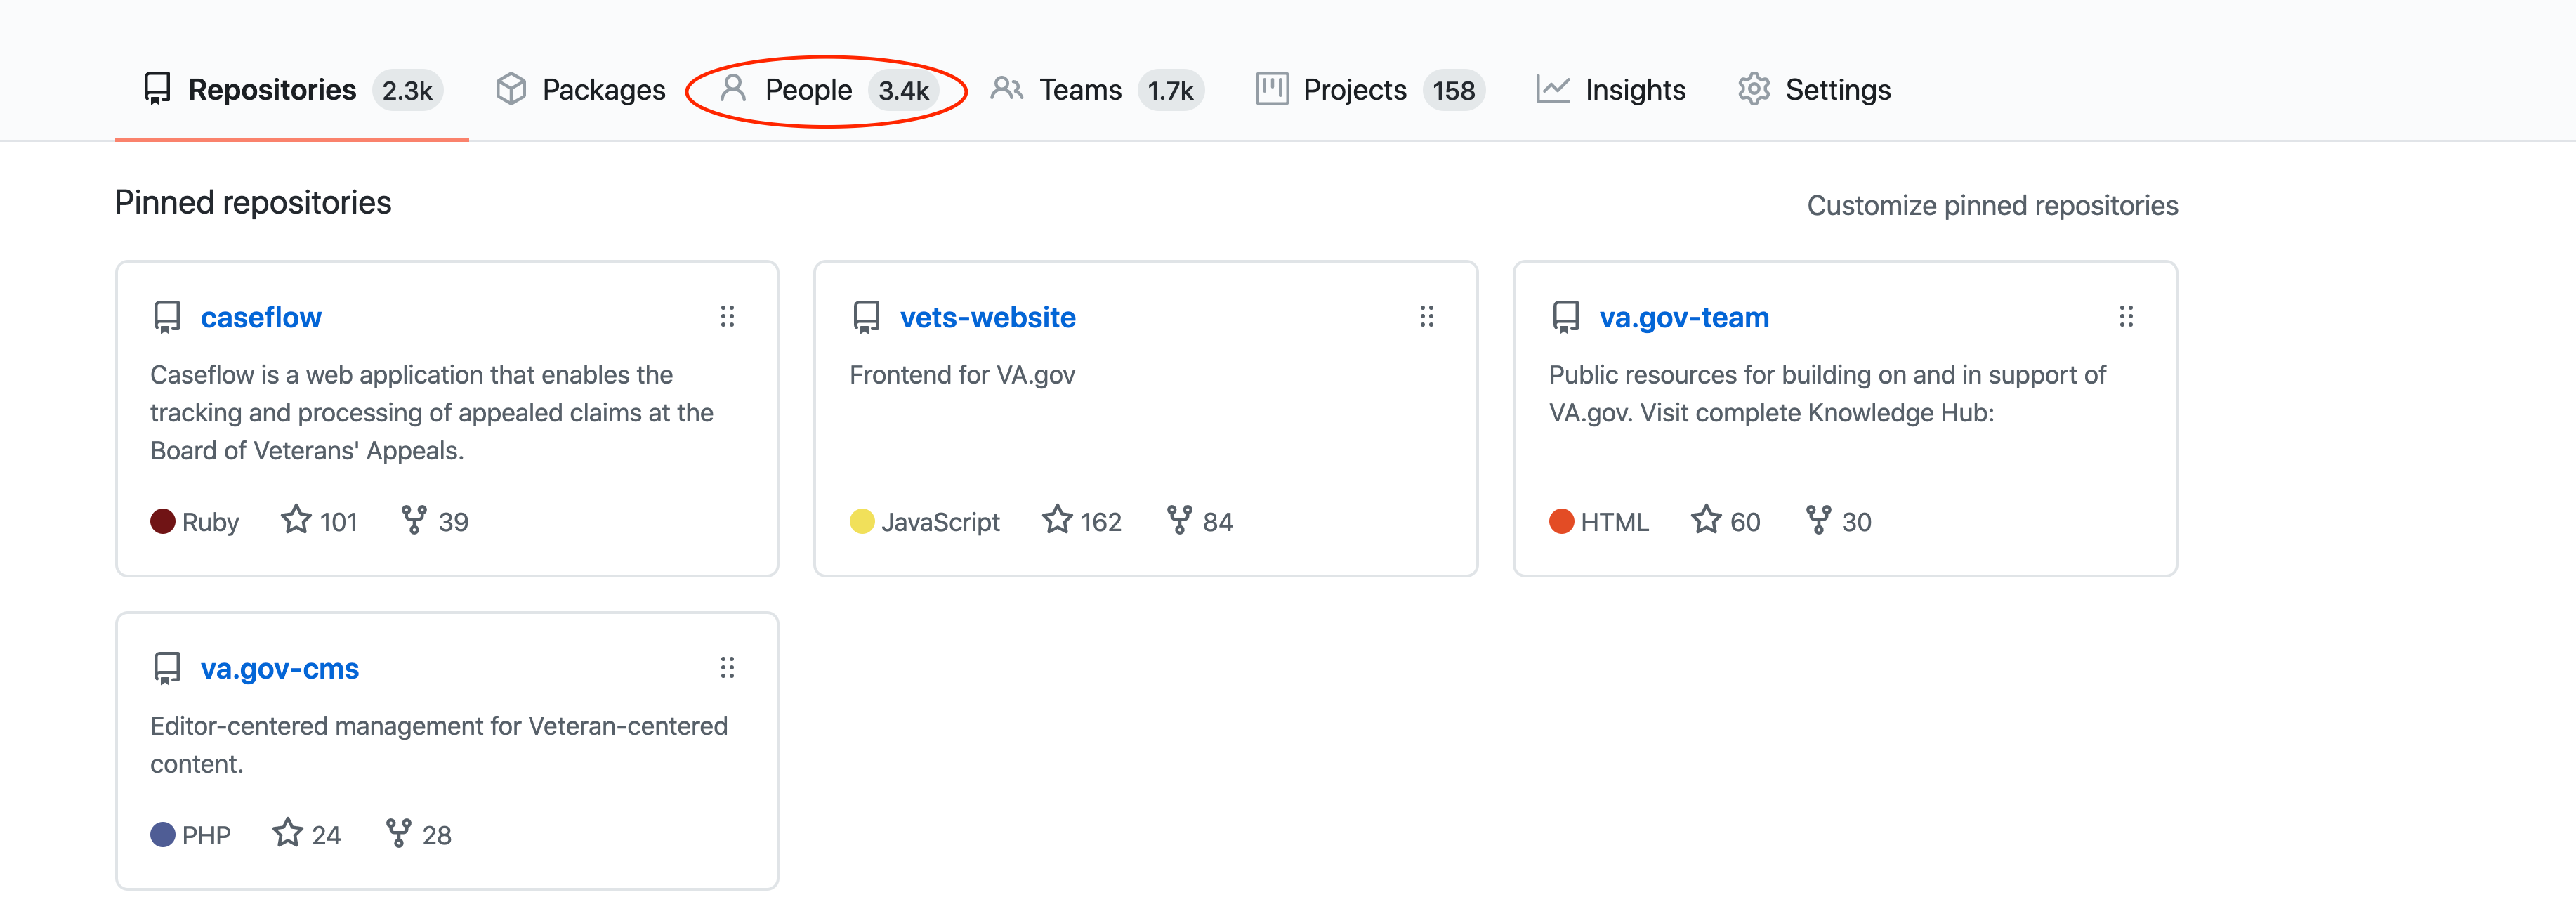 Repositories 2.3k Packages People 3.4k Teams 1.7k Projects 158 Insights Settings
Pinned repositories Customize pinned repositories
caseflow
Caseflow is a web application that enables the
tracking and processing of appealed claims at the
Board of Veterans' Appeals.
Ruby 101 39
vets-website
Frontend for VA.gov
JavaScript 162 84
va.gov-team
Public resources for building on and in support of
VA.gov. Visit complete Knowledge Hub:
HTML 60 30
va.gov-cms
Editor-centered management for Veteran-centered
content.
PHP 24 28